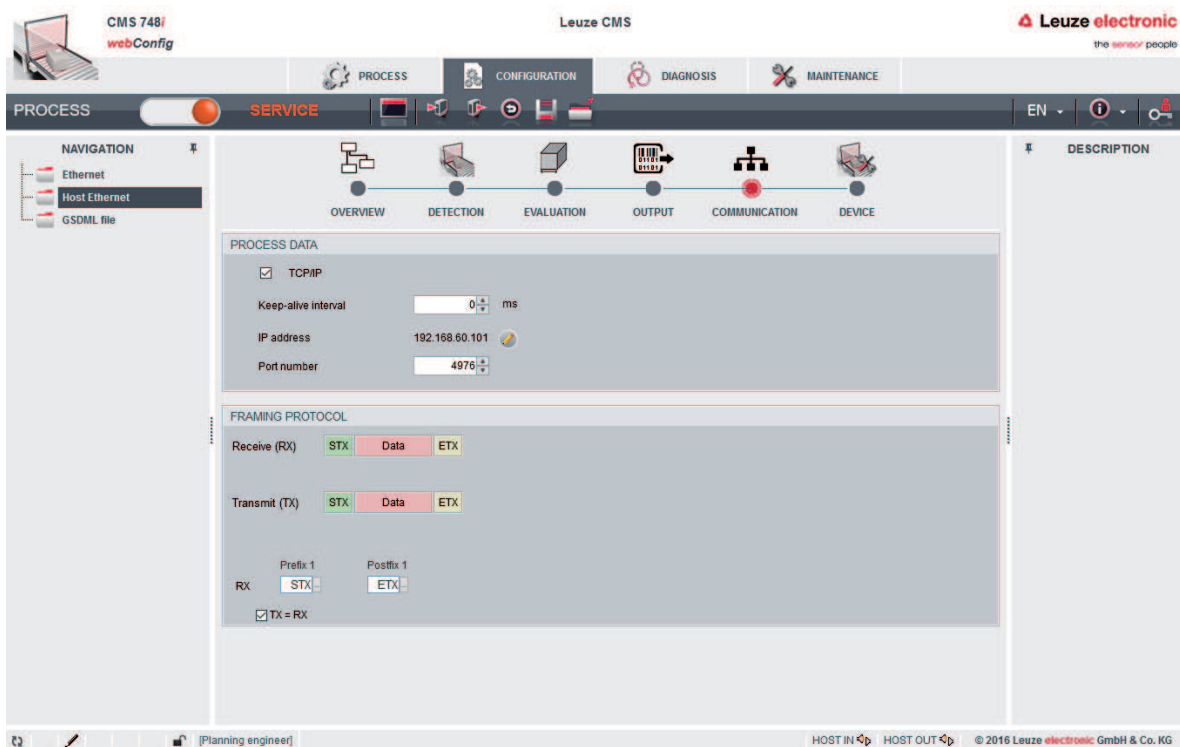 CMS 748i
webConfig
Leuze CMS
Leuze electronic
the sensor people
PROCESS
CONFIGURATION
DIAGNOSIS
MAINTENANCE
PROCESS
SERVICE
EN
NAVIGATION
Ethernet
Host Ethernet
GSDML file
OVERVIEW
DETECTION
EVALUATION
OUTPUT
COMMUNICATION
DEVICE
DESCRIPTION
PROCESS DATA
TCP/IP
Keep-alive interval 0 ms
IP address 192.168.60.101
Port number 4976
FRAMING PROTOCOL
Receive (RX) STX Data ETX
Transmit (TX) STX Data ETX
Prefix 1 Postfix 1
RX STX ETX
TX = RX
[Planning engineer] HOST IN HOST OUT © 2016 Leuze electronic GmbH & Co. KG